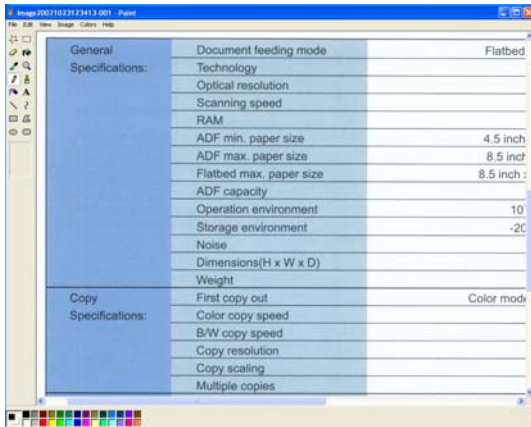 Image20071023123413-001 - Paint
File Edit View Image Colors Help
General Document feeding mode Flatbed
Specifications: Technology
Optical resolution
Scanning speed
RAM
ADF min. paper size 4.5 inch
ADF max. paper size 8.5 inch
Flatbed max. paper size 8.5 inch :
ADF capacity
Operation environment 10
Storage environment -20
Noise
Dimensions(H x W x D)
Weight
Copy First copy out Color mode
Specifications: Color copy speed
B/W copy speed
Copy resolution
Copy scaling
Multiple copies